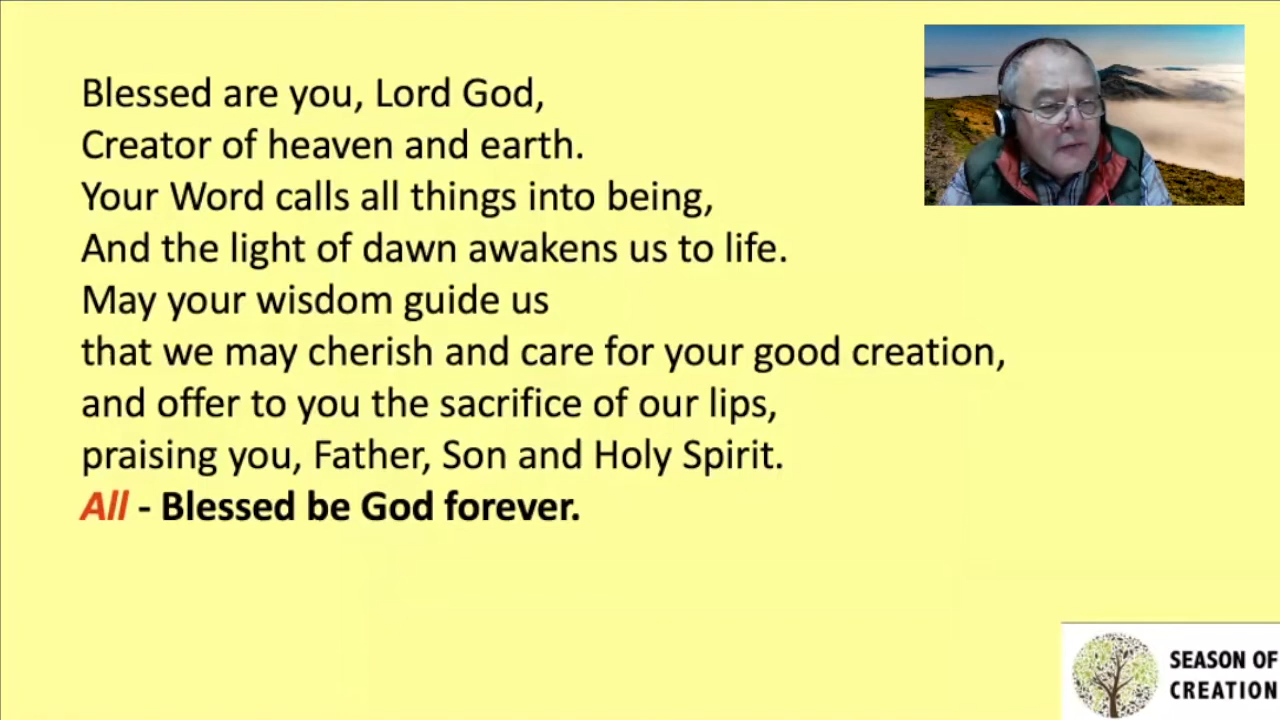 Blessed are you, Lord God,
Creator of heaven and earth.
Your Word calls all things into being,
And the light of dawn awakens us to life.
May your wisdom guide us
that we may cherish and care for your good creation,
and offer to you the sacrifice of our lips,
praising you, Father, Son and Holy Spirit.
All - Blessed be God forever.
SEASON OF
CREATION